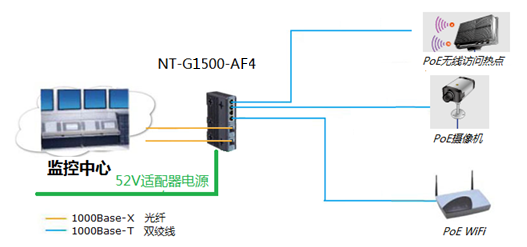 NT-G1500-AF4
PoE无线访问热点
PoE摄像机
监控中心
52V适配器电源
1000Base-X 光纤
1000Base-T 双绞线
PoE WiFi